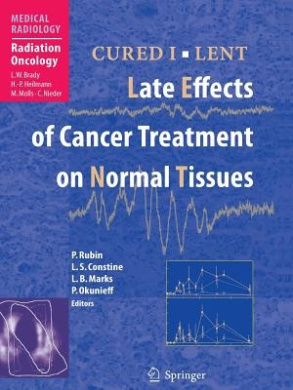 MEDICAL
RADIOLOGY
Radiation
Oncology
L.W. Brady
H.-P. Heilmann
M. Molls · C. Nieder
CURED I ▪ LENT
Late Effects
of Cancer Treatment
on Normal Tissues
P. Rubin
L. S. Constine
L. B. Marks
P. Okunieff
Editors
Springer